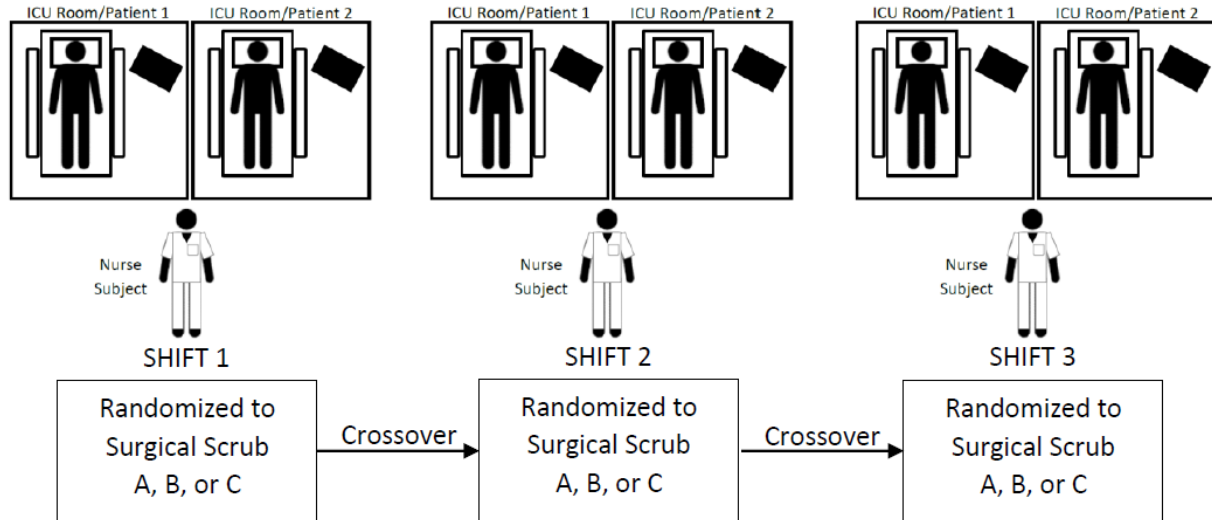 ICU Room/Patient 1 ICU Room/Patient 2 ICU Room/Patient 1 ICU Room/Patient 2 ICU Room/Patient 1 ICU Room/Patient 2
Nurse
Subject
Nurse
Subject
Nurse
Subject
SHIFT 1
SHIFT 2
SHIFT 3
Randomized to
Surgical Scrub
A, B, or C
Crossover
Randomized to
Surgical Scrub
A, B, or C
Crossover
Randomized to
Surgical Scrub
A, B, or C